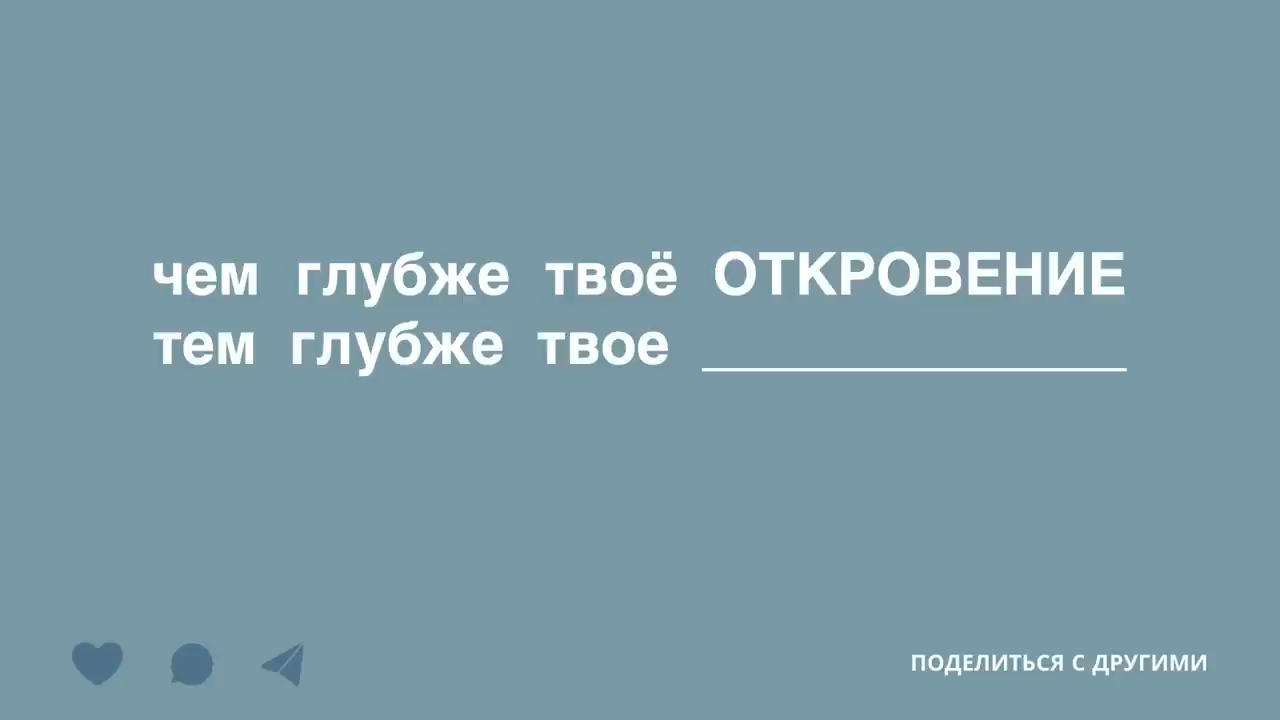 чем глубже твоё ОТКРОВЕНИЕ
тем глубже твое ______________
ПОДЕЛИТЬСЯ С ДРУГИМИ